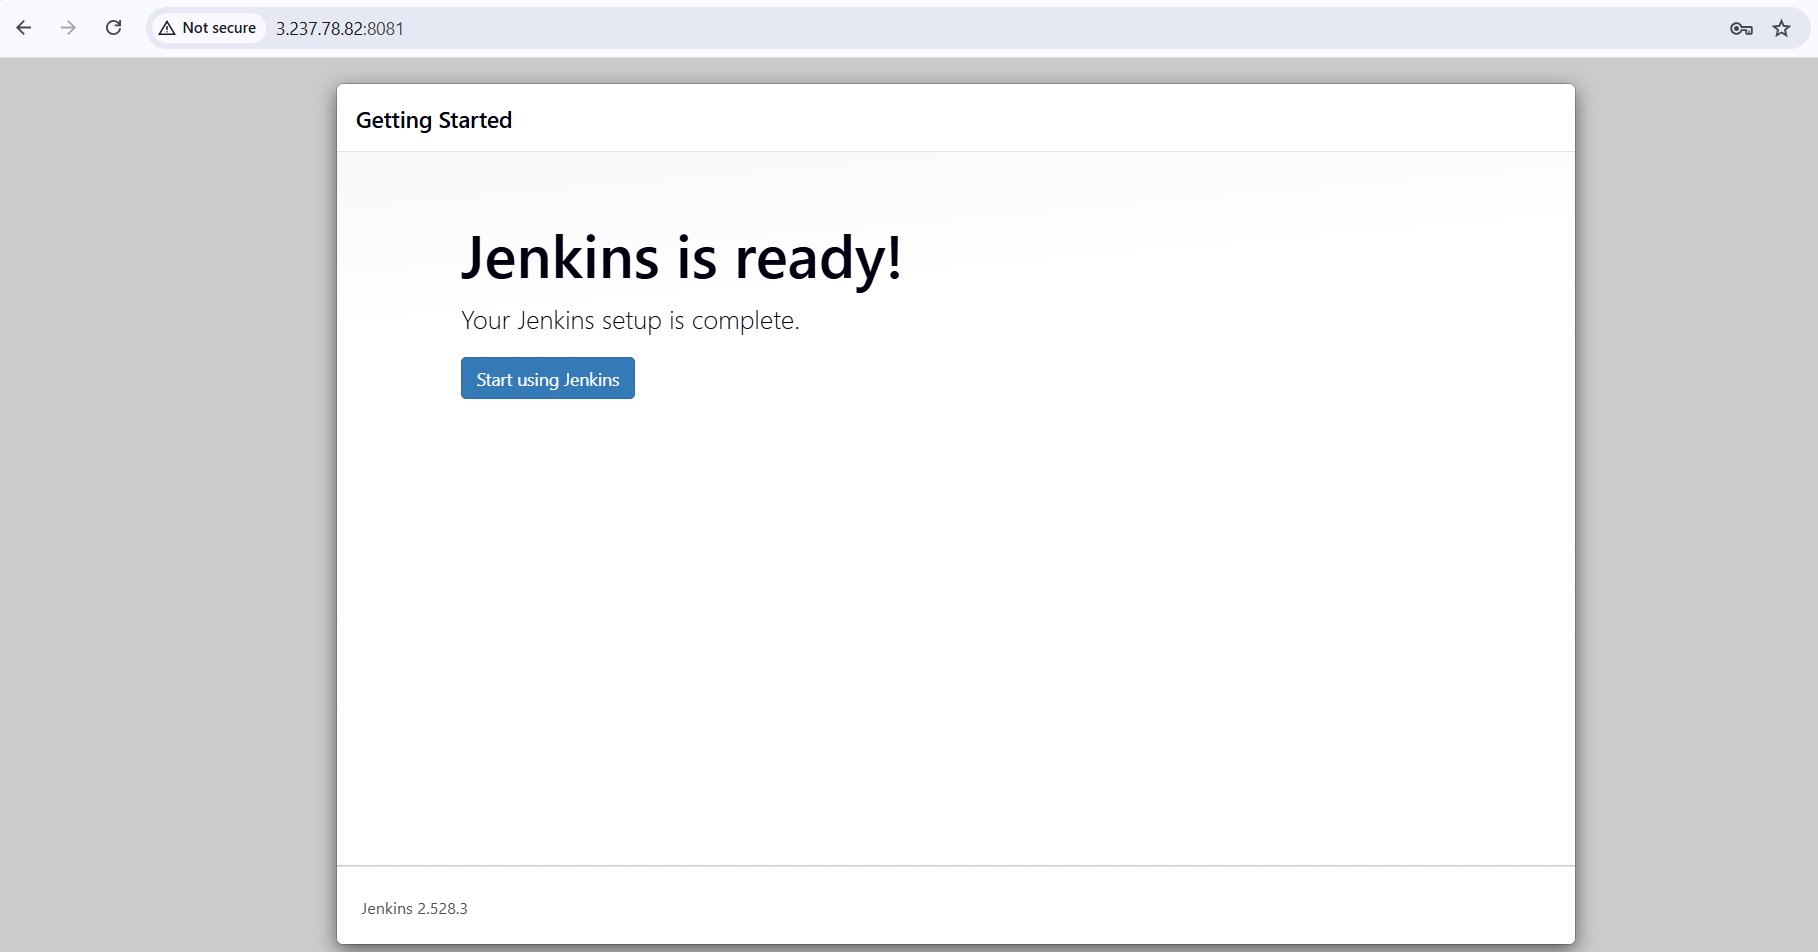 Not secure 3.237.78.82:8081
Getting Started
Jenkins is ready!
Your Jenkins setup is complete.
Start using Jenkins
Jenkins 2.528.3